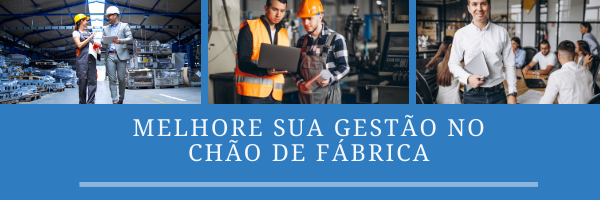 MELHORE SUA GESTÃO NO
CHÃO DE FÁBRICA